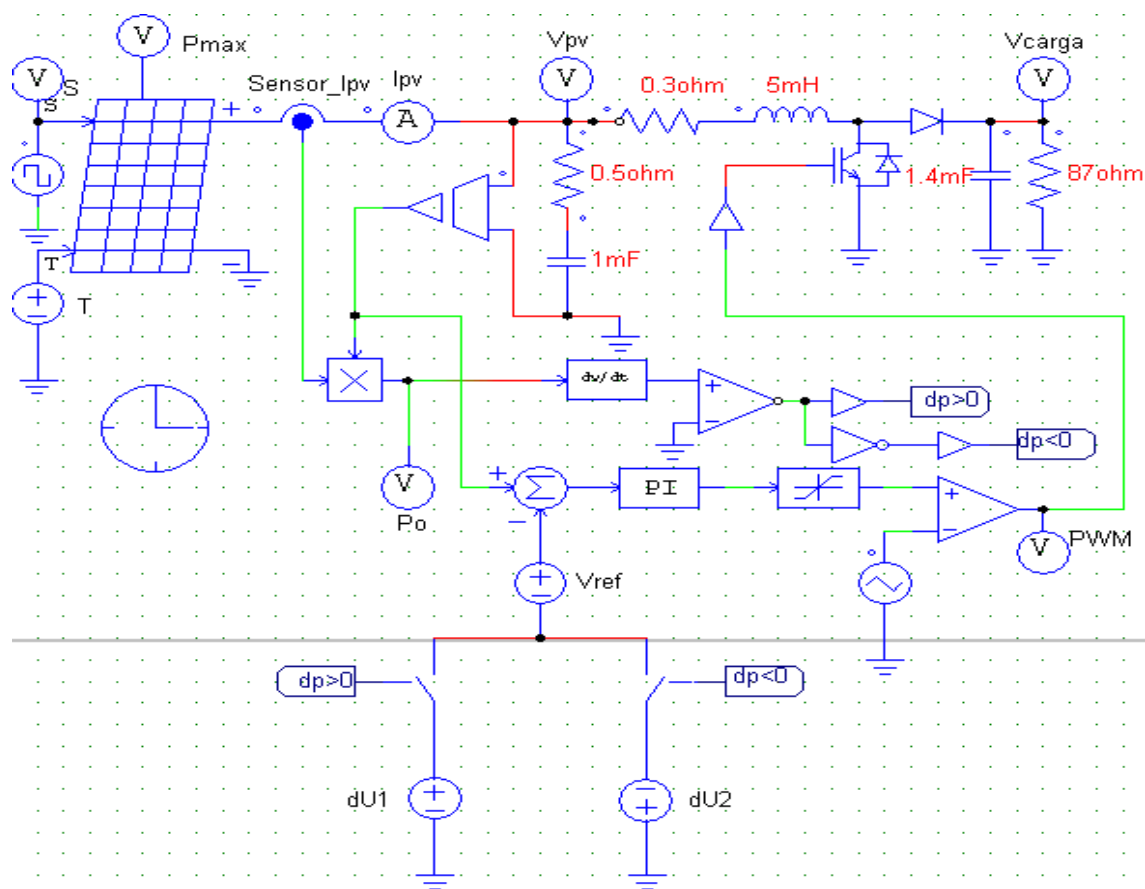 V
Pmax
V
S
S
Sensor_Ipv
Ipv
A
+
Vpv
V
0.3ohm
5mH
Vcarga
V
0.5ohm
1.4mF
87ohm
1mF
T
T
dv/dt
+
−
dp>0
dp<0
V
Po
+
Σ
−
PI
+
−
PWM
V
Vref
dp>0
dp<0
dU1
dU2